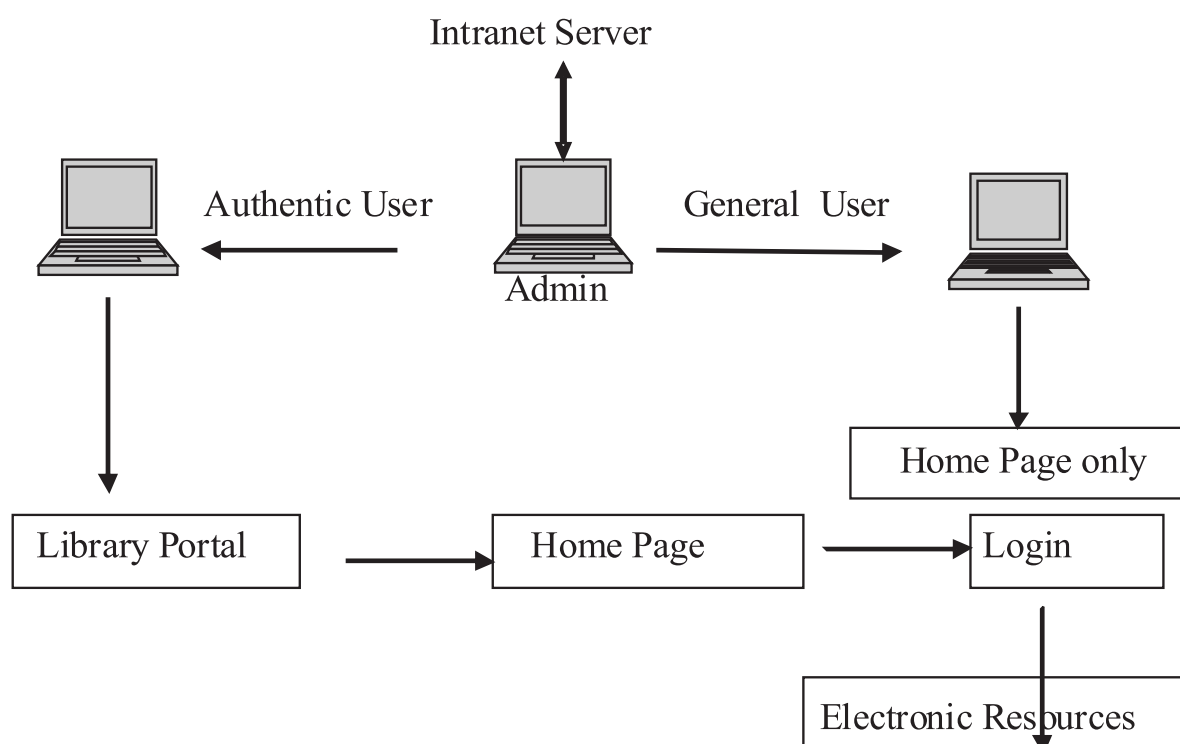 Intranet Server
Authentic User
General User
Admin
Home Page only
Library Portal
Home Page
Login
Electronic Resources